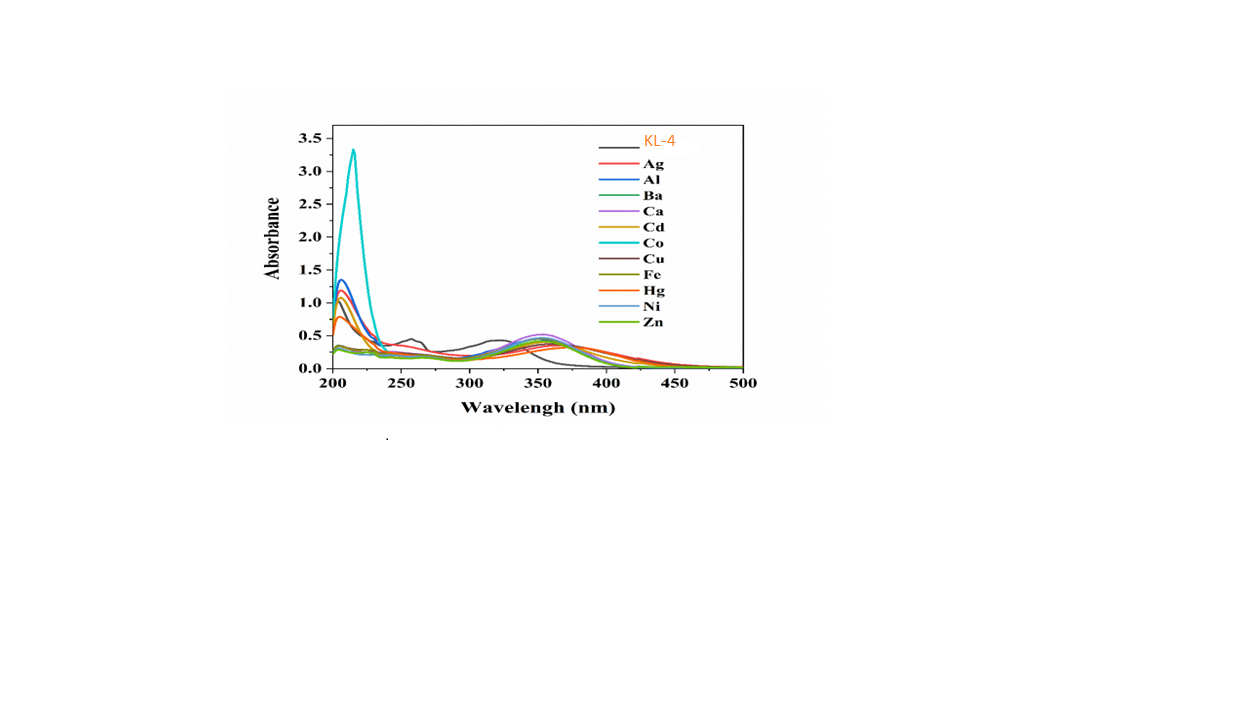 KL-4
Ag
Al
Ba
Ca
Cd
Co
Cu
Fe
Hg
Ni
Zn
3.5
3.0
2.5
2.0
1.5
1.0
0.5
0.0
Absorbance
200 250 300 350 400 450 500
Wavelengh (nm)
.